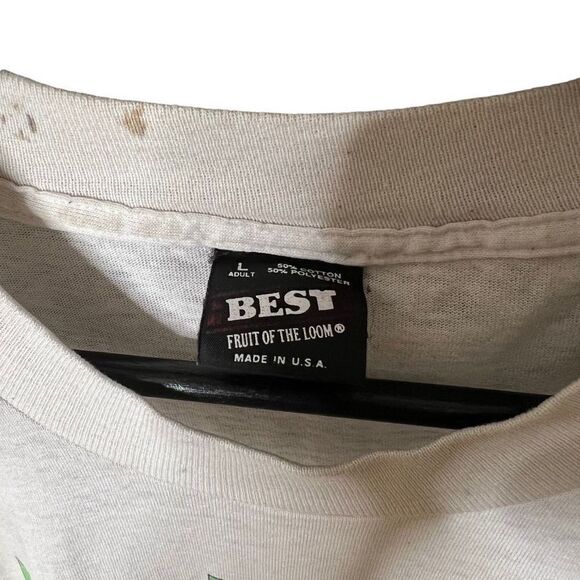 L 50% COTTON
ADULT 50% POLYESTER
BEST
FRUIT OF THE LOOM®
MADE IN U.S.A.